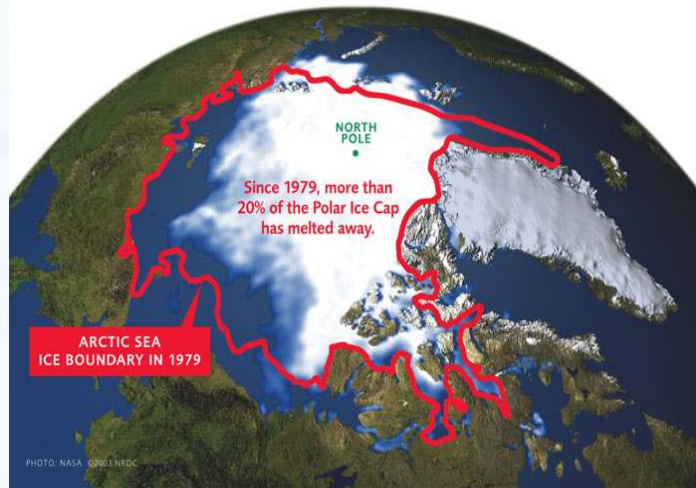 NORTH
POLE
Since 1979, more than
20% of the Polar Ice Cap
has melted away.
ARCTIC SEA
ICE BOUNDARY IN 1979
PHOTO: NASA ©2003 NRDC